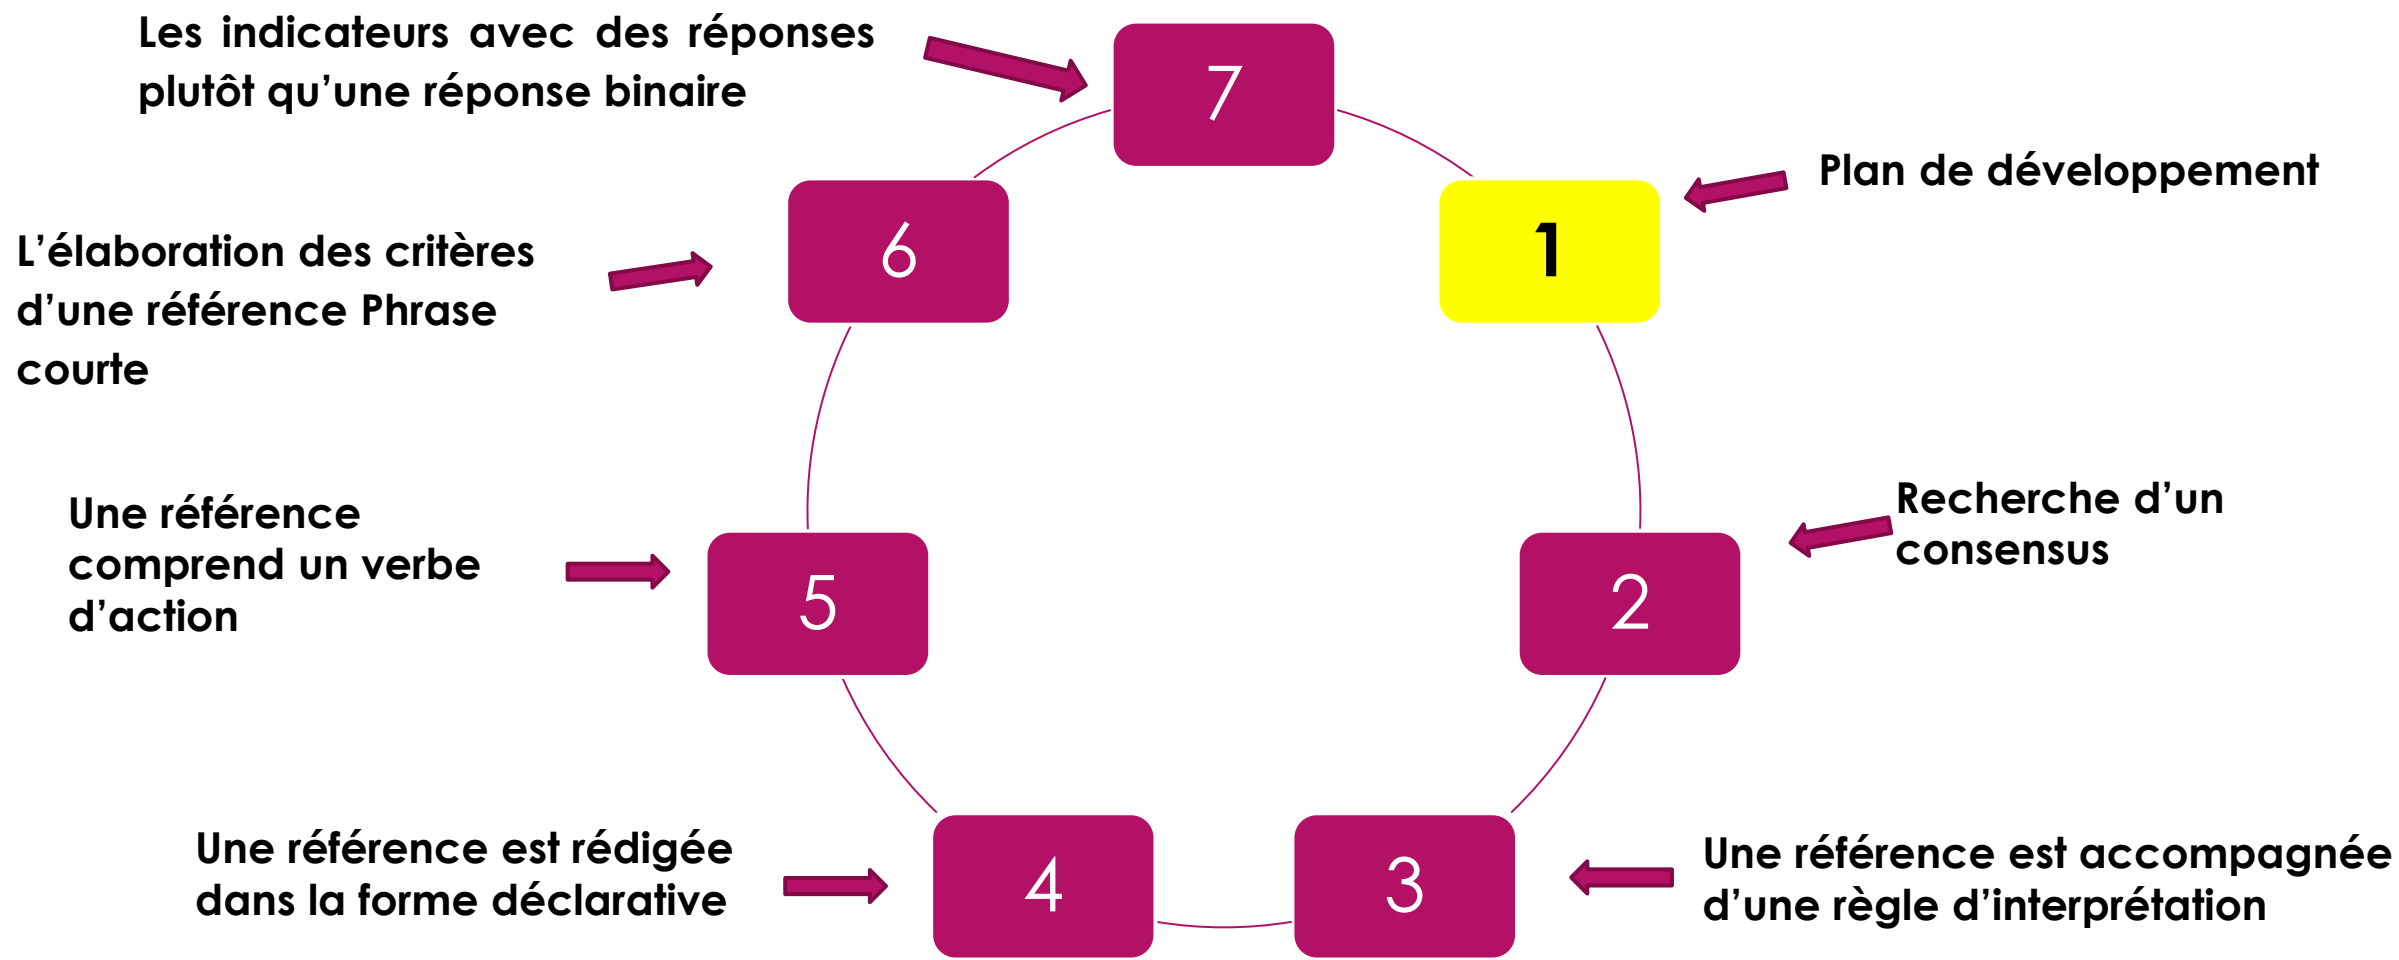 Les indicateurs avec des réponses
plutôt qu’une réponse binaire
7
Plan de développement
1
L’élaboration des critères
d’une référence Phrase
courte
6
Recherche d’un
consensus
2
Une référence
comprend un verbe
d’action
5
Une référence est rédigée
dans la forme déclarative
4
3
Une référence est accompagnée
d’une règle d’interprétation